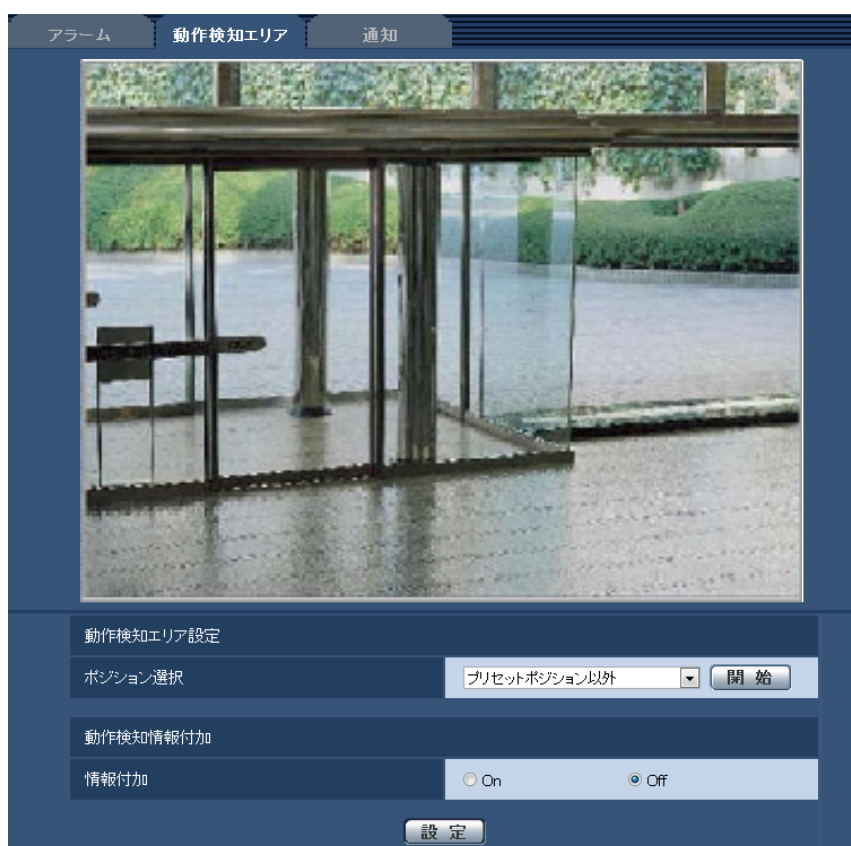 アラーム 動作検知エリア 通知
動作検知エリア設定
ポジション選択 プリセットポジション以外 開始
動作検知情報付加
情報付加 On Off
設定